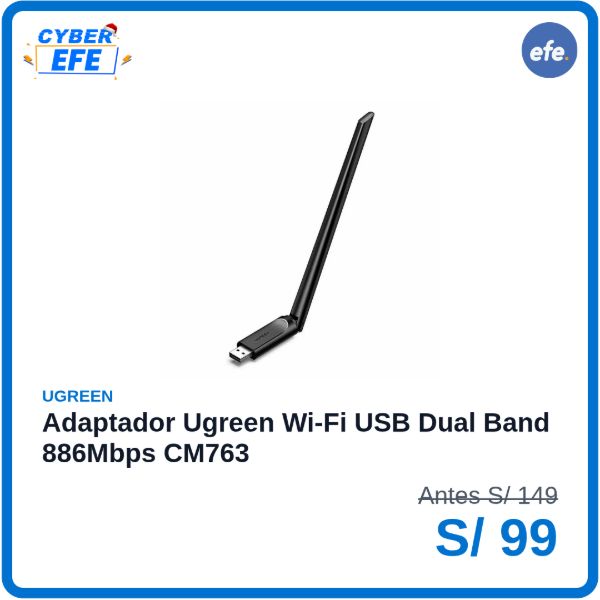 CYBER
EFE
efe.
UGREEN
Adaptador Ugreen Wi-Fi USB Dual Band
886Mbps CM763
Antes S/ 149
S/ 99